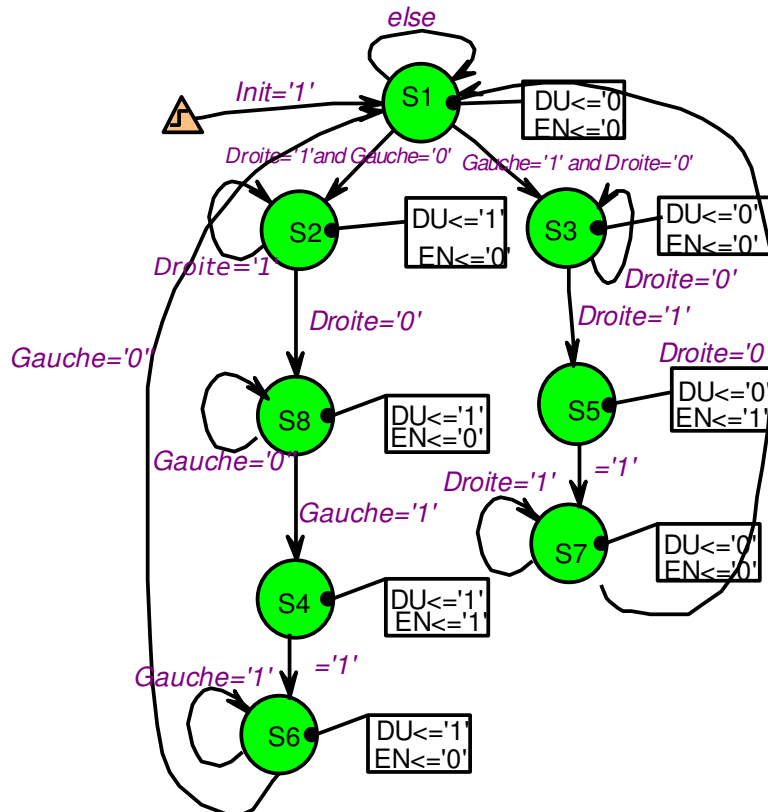 else
Init='1'
S1
DU<='0
EN<='0
Droite='1'and Gauche='0'
Gauche='1' and Droite='0'
S2
DU<='1'
EN<='0'
S3
DU<='0'
EN<='0'
Droite='1'
Droite='0'
Droite='0'
Droite='1'
Gauche='0'
Droite='0
S8
DU<='1'
EN<='0'
S5
DU<='0'
EN<='1'
Gauche='0'
='1'
Droite='1'
Gauche='1'
S7
DU<='0'
EN<='0'
S4
DU<='1'
EN<='1'
Gauche='1'
='1'
S6
DU<='1'
EN<='0'